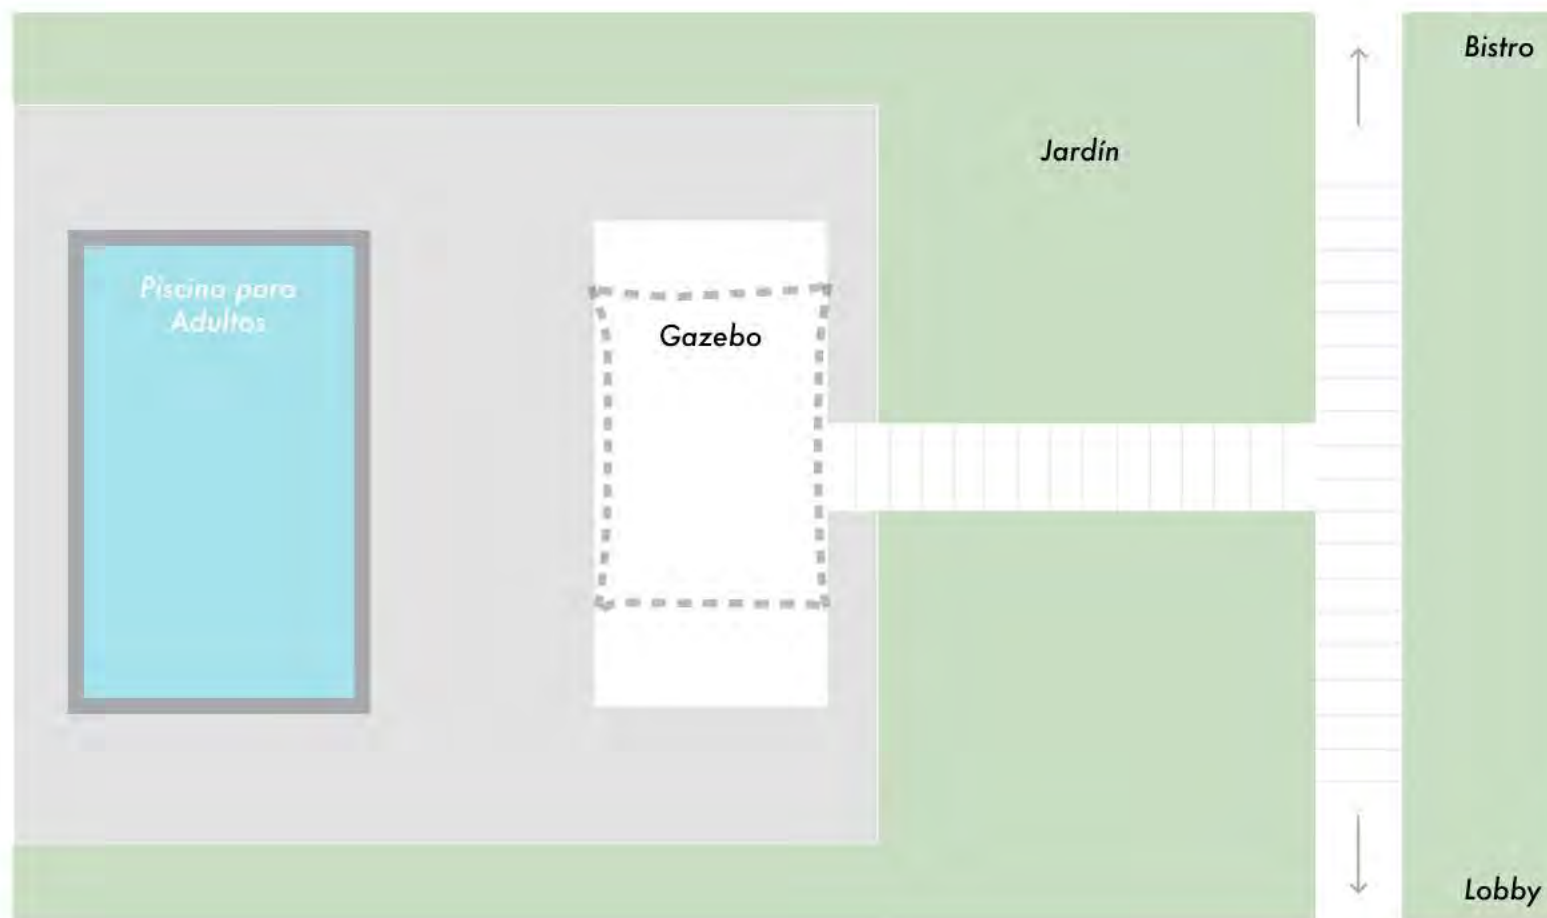 Bistro
Jardín
Piscina para
Adultos
Gazebo
Lobby